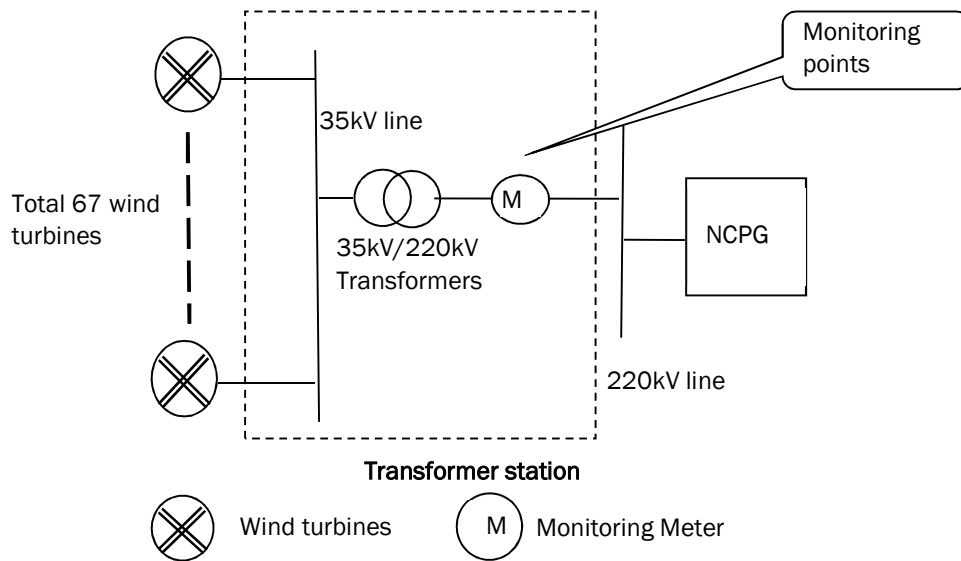 Monitoring
points
35kV line
Total 67 wind
turbines
M
NCPG
35kV/220kV
Transformers
220kV line
Transformer station
Wind turbines
M
Monitoring Meter